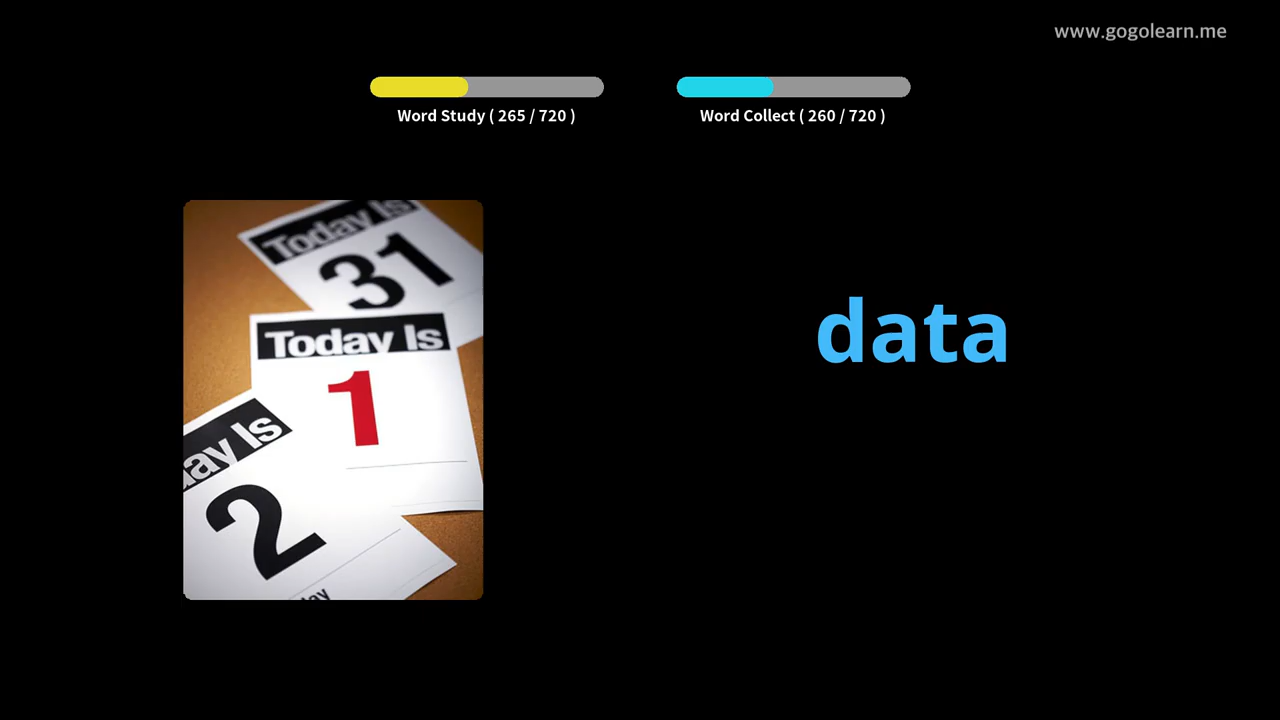 www.gogolearn.me
Word Study ( 265 / 720 )
Word Collect ( 260 / 720 )
Today Is
31
Today Is
1
ay Is
2
data